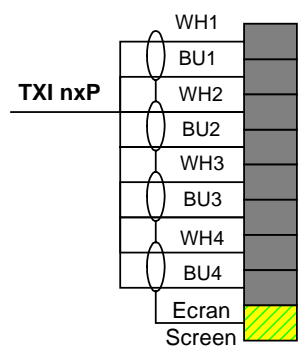 WH1
BU1
TXI nxP
WH2
BU2
WH3
BU3
WH4
BU4
Ecran
Screen